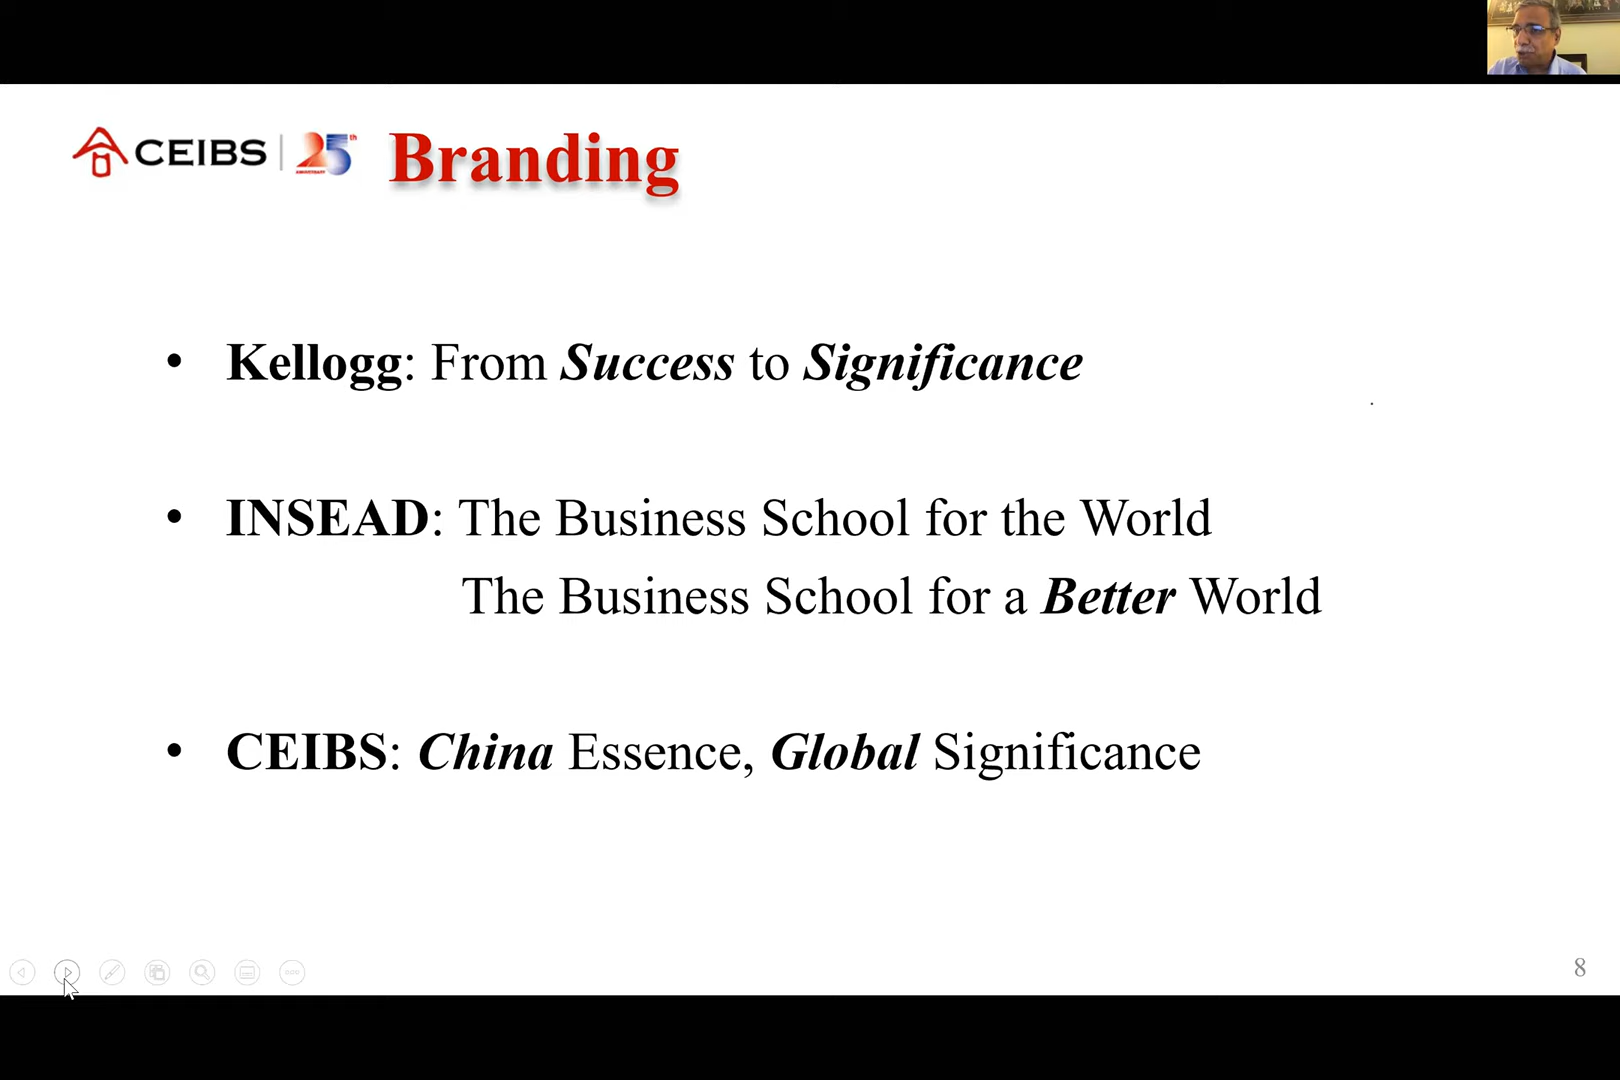 CEIBS 25th Branding
ANNIVERSARY
• Kellogg: From Success to Significance
• INSEAD: The Business School for the World
The Business School for a Better World
• CEIBS: China Essence, Global Significance
8